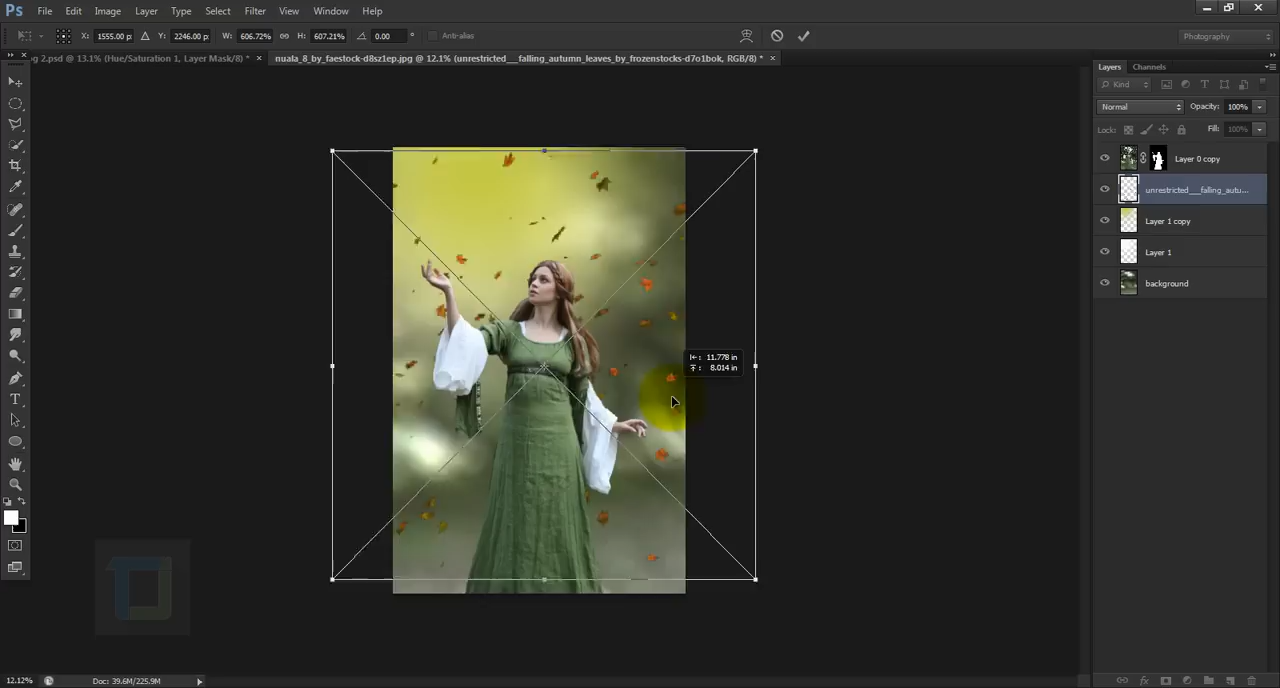 Ps File Edit Image Layer Type Select Filter View Window Help
X: 1555.00 p Y: 2246.00 p W: 606.72% H: 607.21% 0.00 ° Anti-alias Photography
g 2.psd @ 13.1% (Hue/Saturation 1, Layer Mask/8) * × nuala_8_by_faestock-d8sz1ep.jpg @ 12.1% (unrestricted___falling_autumn_leaves_by_frozenstocks-d7o1bok, RGB/8) * ×
Layers Channels
Kind
Normal Opacity: 100%
Lock: Fill: 100%
Layer 0 copy
unrestricted___falling_autu...
Layer 1 copy
Layer 1
background
11.778 in
8.014 in
12.12% Doc: 39.6M/225.9M